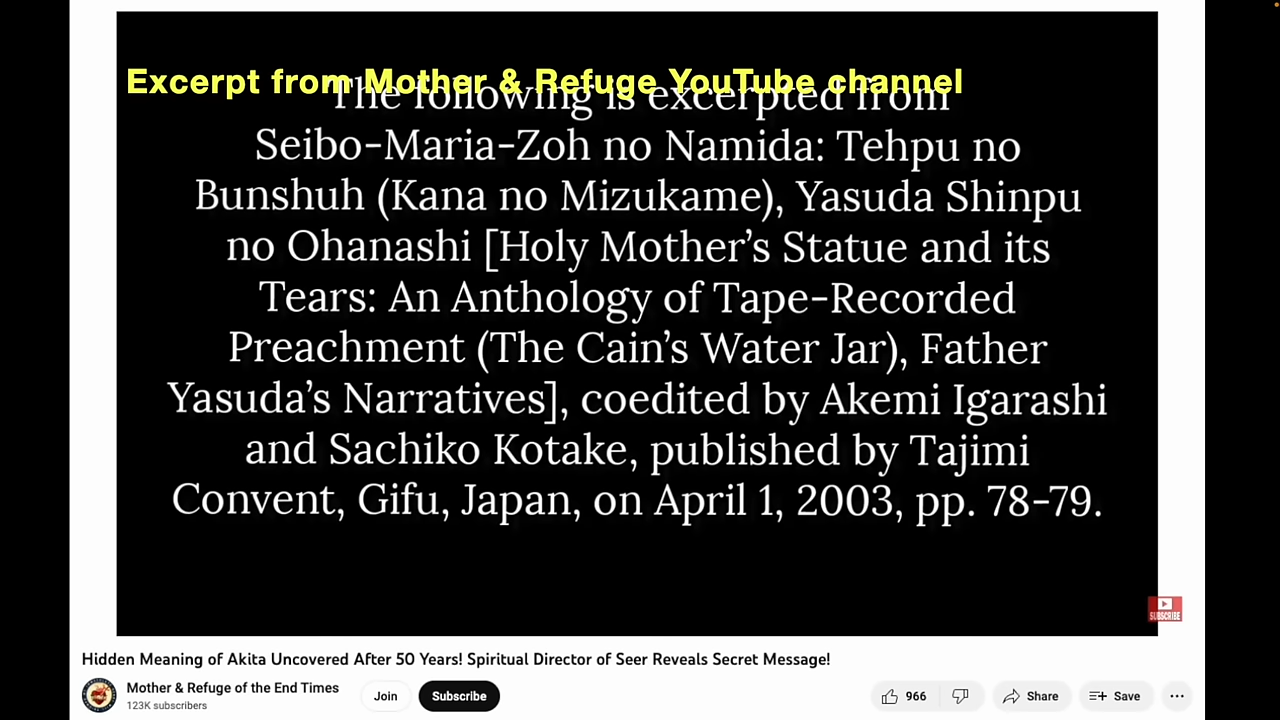 Excerpt from Mother & Refuge YouTube channel
The following is excerpted from
Seibo-Maria-Zoh no Namida: Tehpu no
Bunshuh (Kana no Mizukame), Yasuda Shinpu
no Ohanashi [Holy Mother’s Statue and its
Tears: An Anthology of Tape-Recorded
Preachment (The Cain’s Water Jar), Father
Yasuda’s Narratives], coedited by Akemi Igarashi
and Sachiko Kotake, published by Tajimi
Convent, Gifu, Japan, on April 1, 2003, pp. 78-79.
SUBSCRIBE
Hidden Meaning of Akita Uncovered After 50 Years! Spiritual Director of Seer Reveals Secret Message!
Mother & Refuge of the End Times
123K subscribers
Join
Subscribe
966
Share
Save